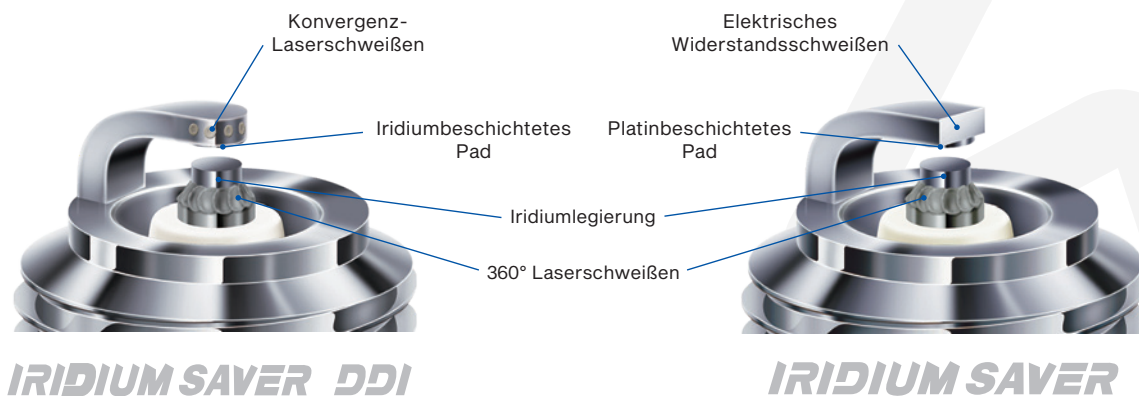 Konvergenz-
Laserschweißen
Elektrisches
Widerstandsschweißen
Iridiumbeschichtetes
Pad
Platinbeschichtetes
Pad
Iridiumlegierung
360° Laserschweißen
IRIDIUM SAVER DDI
IRIDIUM SAVER